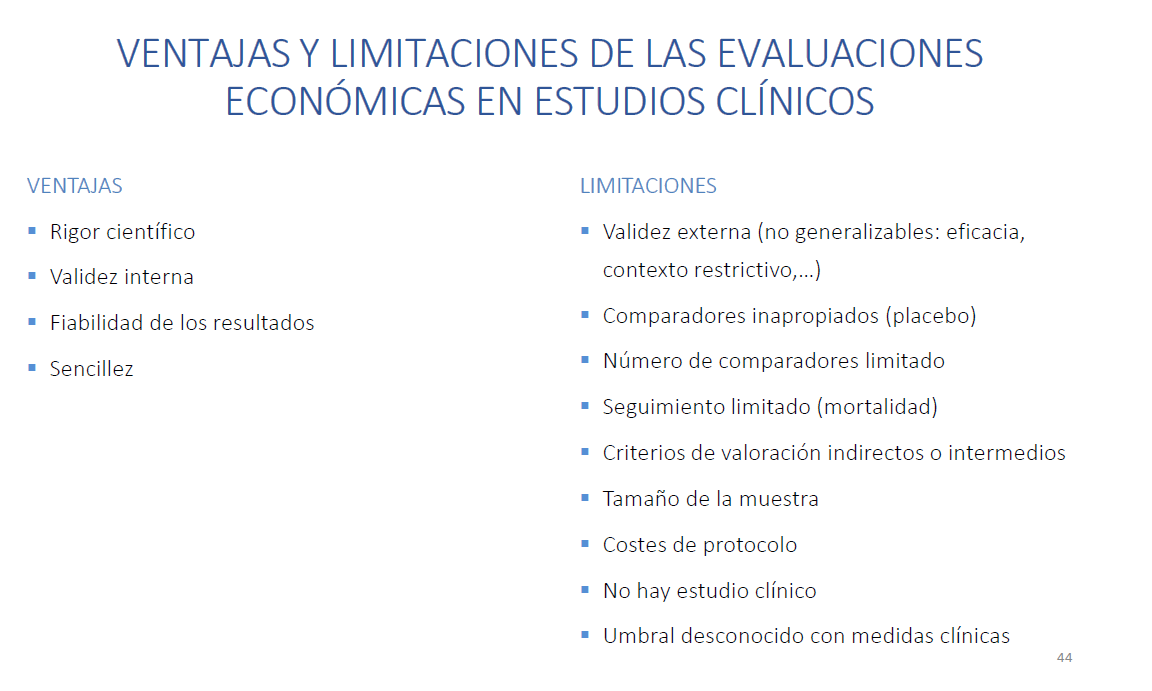 VENTAJAS Y LIMITACIONES DE LAS EVALUACIONES
ECONÓMICAS EN ESTUDIOS CLÍNICOS
VENTAJAS
▪ Rigor científico
▪ Validez interna
▪ Fiabilidad de los resultados
▪ Sencillez
LIMITACIONES
▪ Validez externa (no generalizables: eficacia,
contexto restrictivo,…)
▪ Comparadores inapropiados (placebo)
▪ Número de comparadores limitado
▪ Seguimiento limitado (mortalidad)
▪ Criterios de valoración indirectos o intermedios
▪ Tamaño de la muestra
▪ Costes de protocolo
▪ No hay estudio clínico
▪ Umbral desconocido con medidas clínicas
44